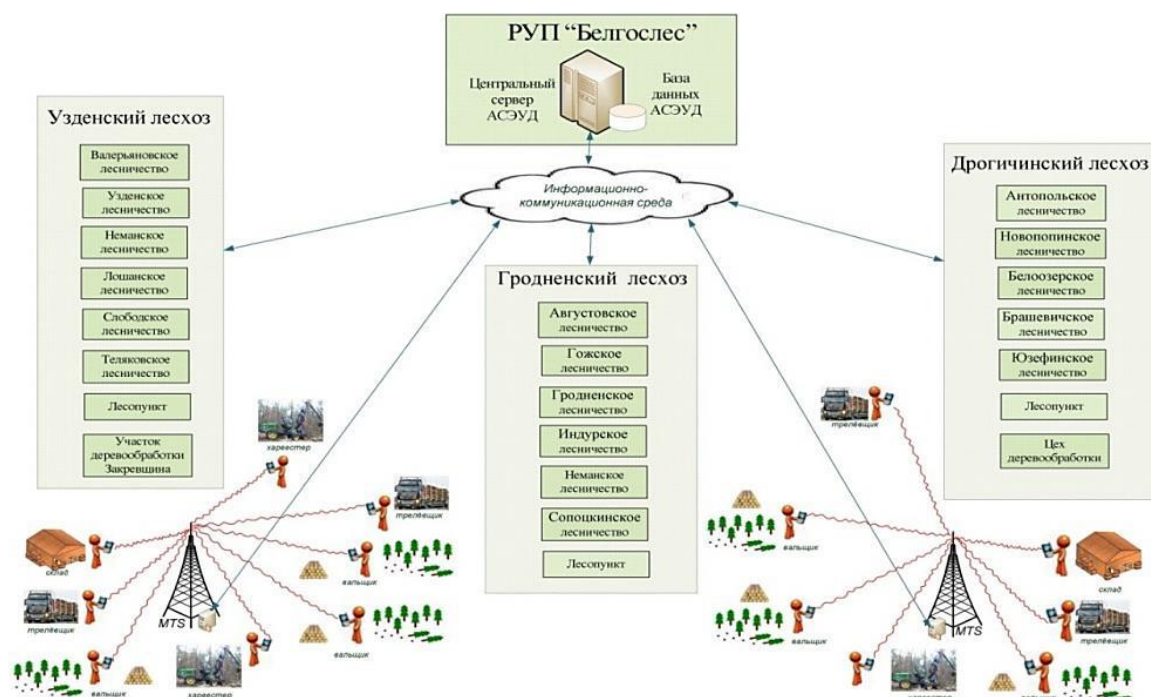 РУП “Белгослес”
Центральный
сервер
АСЭУД
База
данных
АСЭУД
Информационно-
коммуникационная среда
Узденский лесхоз
Валерьяновское
лесничество
Узденское
лесничество
Неманское
лесничество
Лошанское
лесничество
Слободское
лесничество
Теляковское
лесничество
Лесопункт
Участок
деревообработки
Закревщина
Гродненский лесхоз
Августовское
лесничество
Гожское
лесничество
Гродненское
лесничество
Индурское
лесничество
Неманское
лесничество
Сопоцкинское
лесничество
Лесопункт
Дрогичинский лесхоз
Антопольское
лесничество
Новопопинское
лесничество
Белоозерское
лесничество
Брашевичское
лесничество
Юзефинское
лесничество
Лесопункт
Цех
деревообработки
харвестер
трелёвщик
склад
вальщик
трелёвщик
MTS
вальщик
вальщик
харвестер
трелёвщик
вальщик
склад
вальщик
MTS
трелёвщик